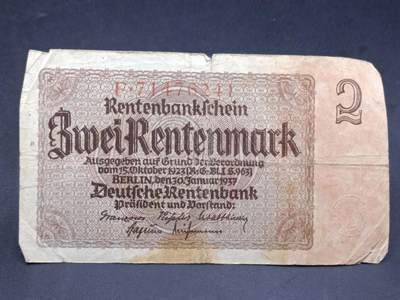 F·71476241
Rentenbankschein
2
Zwei Rentenmark
Ausgegeben auf Grund der Verordnung
vom 15. Oktober 1923 (R.-G.-Bl. I S. 963)
BERLIN, den 30. Januar 1937
Deutsche Rentenbank
Präsident und Vorstand: